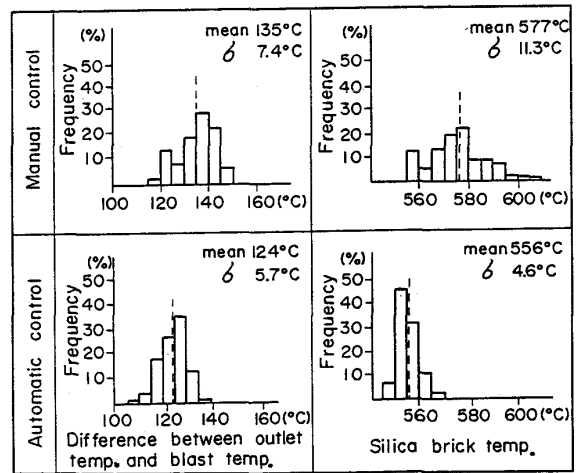 Manual control
Frequency
(%)
50
40
30
20
10
100 120 140 160(°C)
mean 135°C
σ 7.4°C
Frequency
(%)
50
40
30
20
10
560 580 600 (°C)
mean 577°C
σ 11.3°C
Automatic control
Frequency
(%)
50
40
30
20
10
100 120 140 160(°C)
mean 124°C
σ 5.7°C
Difference between outlet
temp. and blast temp.
Frequency
(%)
50
40
30
20
10
560 580 600 (°C)
mean 556°C
σ 4.6°C
Silica brick temp.